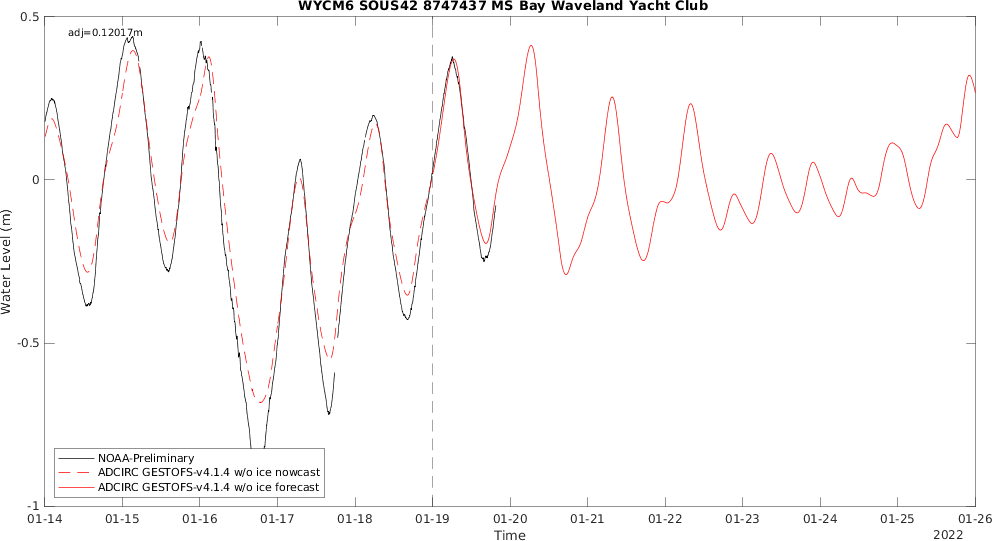 WYCM6 SOUS42 8747437 MS Bay Waveland Yacht Club
adj=0.12017m
0.5
0
-0.5
-1
Water Level (m)
NOAA-Preliminary
ADCIRC GESTOFS-v4.1.4 w/o ice nowcast
ADCIRC GESTOFS-v4.1.4 w/o ice forecast
01-14 01-15 01-16 01-17 01-18 01-19 01-20 01-21 01-22 01-23 01-24 01-25 01-26
Time
2022